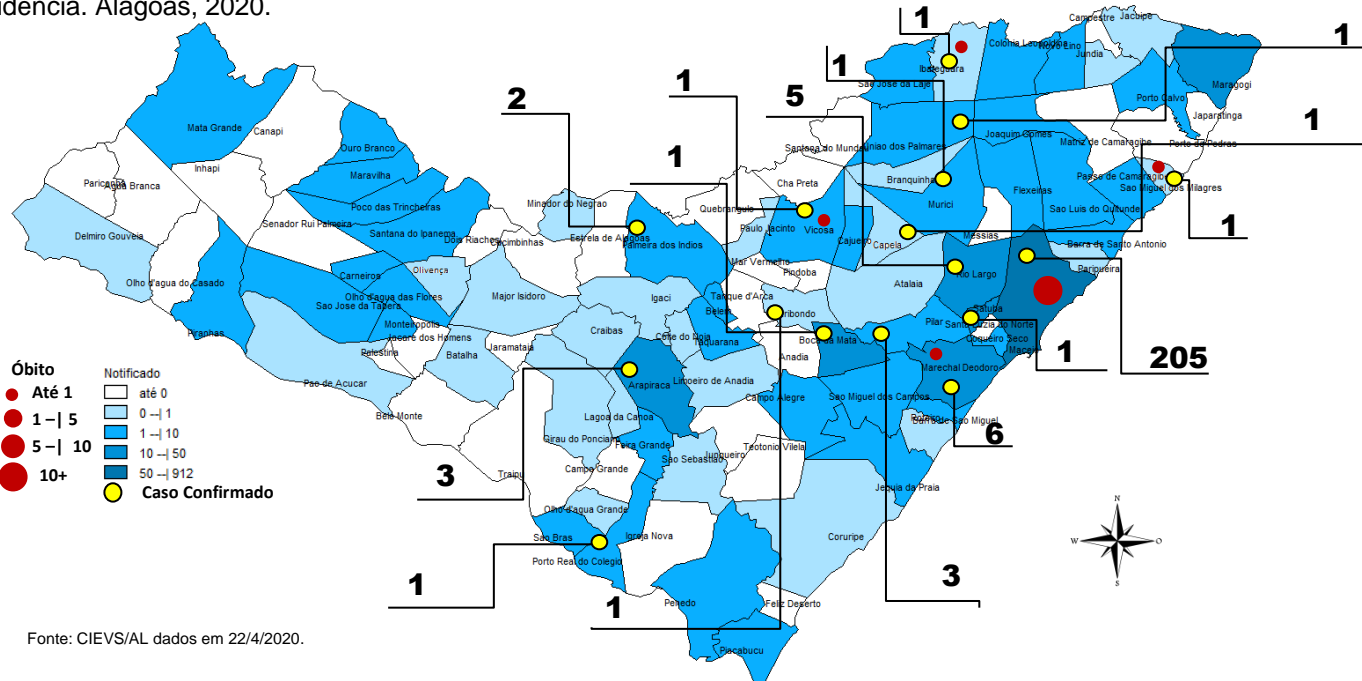 idência. Alagoas, 2020.
1
1
1
1
2
5
1
1
1
1
205
1
6
3
3
1
1
Campestre
Jacuipe
Colonia Leopoldina
Novo Lino
Jundia
Ibateguara
Sao Jose da Laje
Maragogi
Porto Calvo
Japaratinga
Mata Grande
Canapi
Ouro Branco
Santana do Mundau
Uniao dos Palmares
Joaquim Gomes
Matriz de Camaragibe
Porto de Pedras
Inhapi
Maravilha
Pariconha
Agua Branca
Cha Preta
Branquinha
Passo de Camaragibe
Sao Miguel dos Milagres
Flexeiras
Poco das Trincheiras
Minador do Negrao
Quebrangulo
Murici
Sao Luis do Quitunde
Senador Rui Palmeira
Santana do Ipanema
Dois Riachos
Cacimbinhas
Estrela de Alagoas
Palmeira dos Indios
Paulo Jacinto
Vicosa
Cajueiro
Capela
Messias
Barra de Santo Antonio
Delmiro Gouveia
Mar Vermelho
Pindoba
Rio Largo
Paripueira
Olho d'agua do Casado
Carneiros
Olivença
Atalaia
Olho d'agua das Flores
Major Isidoro
Igaci
Tanque d'Arca
Maribondo
Belem
Satuba
Sao Jose da Tapera
Monteiropolis
Craibas
Coite do Noia
Taquarana
Boca da Mata
Pilar
Santa Luzia do Norte
Coqueiro Seco
Maceio
Piranhas
Jacare dos Homens
Jaramataia
Palestina
Batalha
Anadia
Marechal Deodoro
Pao de Acucar
Arapiraca
Limoeiro de Anadia
Campo Alegre
Sao Miguel dos Campos
Belo Monte
Lagoa da Canoa
Roteiro
Barra de Sao Miguel
Girau do Ponciano
Feira Grande
Teotonio Vilela
Junqueiro
Sao Sebastiao
Traipu
Campo Grande
Jequia da Praia
Olho d'agua Grande
Sao Bras
Igreja Nova
Coruripe
Porto Real do Colegio
Penedo
Feliz Deserto
Piacabucu
Óbito
Até 1
1 –| 5
5 –| 10
10+
Notificado
até 0
0 --| 1
1 --| 10
10 --| 50
50 --| 912
Caso Confirmado
N
W
O
S
Fonte: CIEVS/AL dados em 22/4/2020.